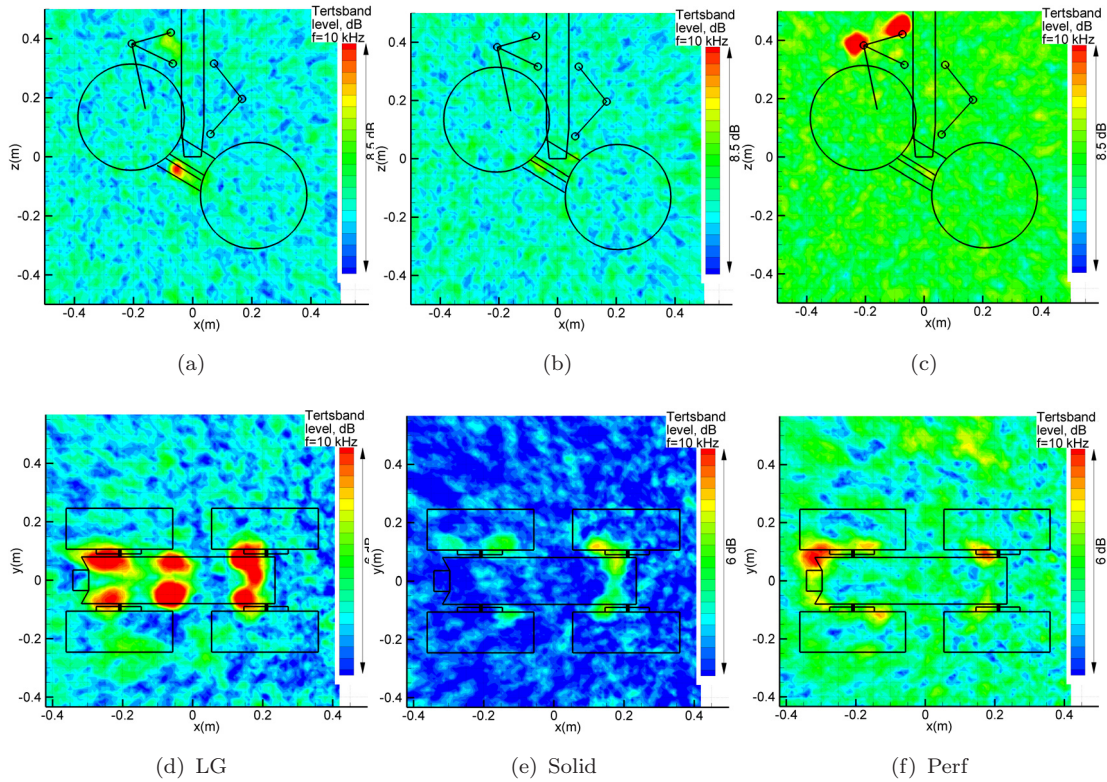 Tertsband
level, dB
f=10 kHz
8.5 dB
0.4
0.2
0
-0.2
-0.4
z(m)
-0.4 -0.2 0 0.2 0.4
x(m)
(a)
Tertsband
level, dB
f=10 kHz
8.5 dB
0.4
0.2
0
-0.2
-0.4
z(m)
-0.4 -0.2 0 0.2 0.4
x(m)
(b)
Tertsband
level, dB
f=10 kHz
8.5 dB
0.4
0.2
0
-0.2
-0.4
z(m)
-0.4 -0.2 0 0.2 0.4
x(m)
(c)
Tertsband
level, dB
f=10 kHz
6 dB
0.4
0.2
0
-0.2
-0.4
y(m)
-0.4 -0.2 0 0.2 0.4
x(m)
(d) LG
Tertsband
level, dB
f=10 kHz
6 dB
0.4
0.2
0
-0.2
-0.4
y(m)
-0.4 -0.2 0 0.2 0.4
x(m)
(e) Solid
Tertsband
level, dB
f=10 kHz
6 dB
0.4
0.2
0
-0.2
-0.4
y(m)
-0.4 -0.2 0 0.2 0.4
x(m)
(f) Perf